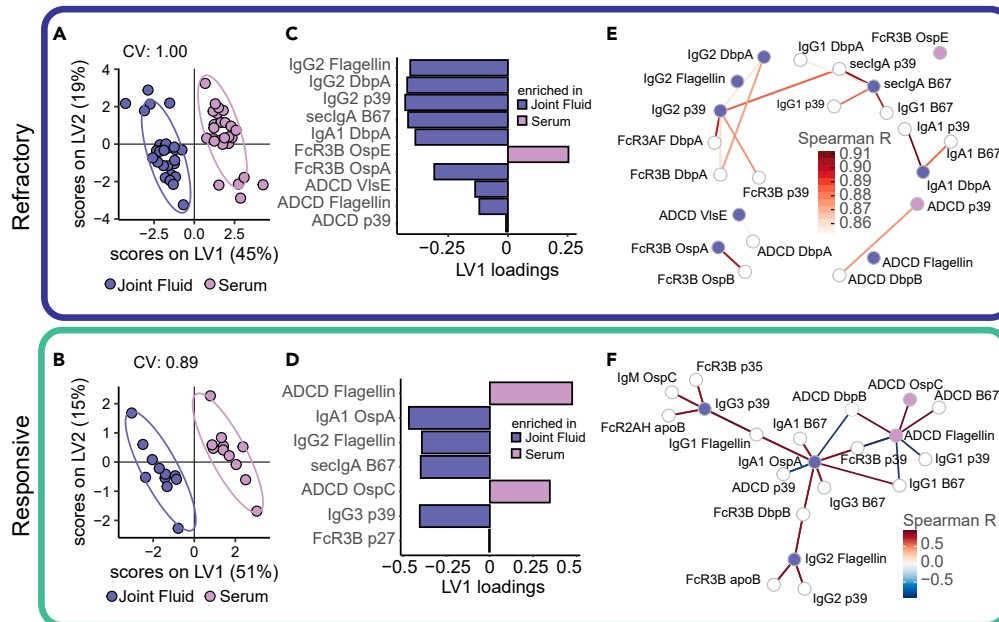 Refractory
A
CV: 1.00
scores on LV2 (19%)
4
2
0
−2
−4
−2.5
0.0
2.5
scores on LV1 (45%)
Joint Fluid
Serum
C
IgG2 Flagellin
IgG2 DbpA
IgG2 p39
secIgA B67
IgA1 DbpA
FcR3B OspE
FcR3B OspA
ADCD VlsE
ADCD Flagellin
ADCD p39
enriched in
Joint Fluid
Serum
−0.25
0
0.25
LV1 loadings
E
FcR3B OspE
IgG2 DbpA
IgG1 DbpA
secIgA p39
IgG2 Flagellin
secIgA B67
IgG2 p39
IgG1 p39
IgG1 B67
FcR3AF DbpA
Spearman R
0.91
0.90
0.89
0.88
0.87
0.86
IgA1 p39
IgA1 B67
FcR3B DbpA
FcR3B p39
IgA1 DbpA
ADCD p39
ADCD VlsE
FcR3B OspA
ADCD DbpA
ADCD Flagellin
FcR3B OspB
ADCD DbpB
Responsive
B
CV: 0.89
scores on LV2 (15%)
2
1
0
−1
−2
−2
0
2
scores on LV1 (51%)
Joint Fluid
Serum
D
ADCD Flagellin
IgA1 OspA
IgG2 Flagellin
secIgA B67
ADCD OspC
IgG3 p39
FcR3B p27
enriched in
Joint Fluid
Serum
−0.5
−0.25
0
0.25
0.5
LV1 loadings
F
FcR3B p35
IgM OspC
ADCD OspC
ADCD DbpB
ADCD B67
IgG3 p39
FcR2AH apoB
IgA1 B67
IgG1 Flagellin
ADCD Flagellin
IgA1 OspA
FcR3B p39
IgG1 p39
ADCD p39
IgG3 B67
IgG1 B67
FcR3B DbpB
Spearman R
0.5
0.0
−0.5
IgG2 Flagellin
FcR3B apoB
IgG2 p39